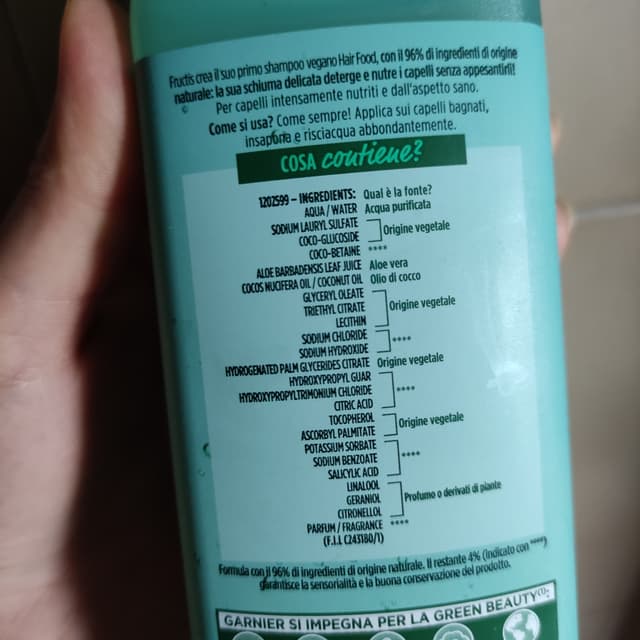 Fructis crea il suo primo shampoo vegano Hair Food, con il 96% di ingredienti di origine
naturale: la sua schiuma delicata deterge e nutre i capelli senza appesantirli!
Per capelli intensamente nutriti e dall'aspetto sano.
Come si usa? Come sempre! Applica sui capelli bagnati,
insapona e risciacqua abbondantemente.
COSA contiene?
1202599 – INGREDIENTS: Qual è la fonte?
AQUA / WATER Acqua purificata
SODIUM LAURYL SULFATE
COCO-GLUCOSIDE Origine vegetale
COCO-BETAINE ****
ALOE BARBADENSIS LEAF JUICE Aloe vera
COCOS NUCIFERA OIL / COCONUT OIL Olio di cocco
GLYCERYL OLEATE
TRIETHYL CITRATE Origine vegetale
LECITHIN
SODIUM CHLORIDE
SODIUM HYDROXIDE ****
HYDROGENATED PALM GLYCERIDES CITRATE Origine vegetale
HYDROXYPROPYL GUAR
HYDROXYPROPYLTRIMONIUM CHLORIDE ****
CITRIC ACID
TOCOPHEROL
ASCORBYL PALMITATE Origine vegetale
POTASSIUM SORBATE
SODIUM BENZOATE ****
SALICYLIC ACID
LINALOOL
GERANIOL Profumo o derivati di piante
CITRONELLOL
PARFUM / FRAGRANCE ****
(F.I.L C243180/1)
Formula con il 96% di ingredienti di origine naturale. Il restante 4% (indicato con ****),
garantisce la sensorialità e la buona conservazione del prodotto.
GARNIER SI IMPEGNA PER LA GREEN BEAUTY(1):